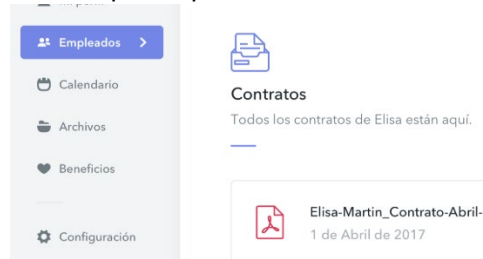 Empleados
Calendario
Archivos
Beneficios
Configuración
Contratos
Todos los contratos de Elisa están aquí.
Elisa-Martin_Contrato-Abril-
1 de Abril de 2017